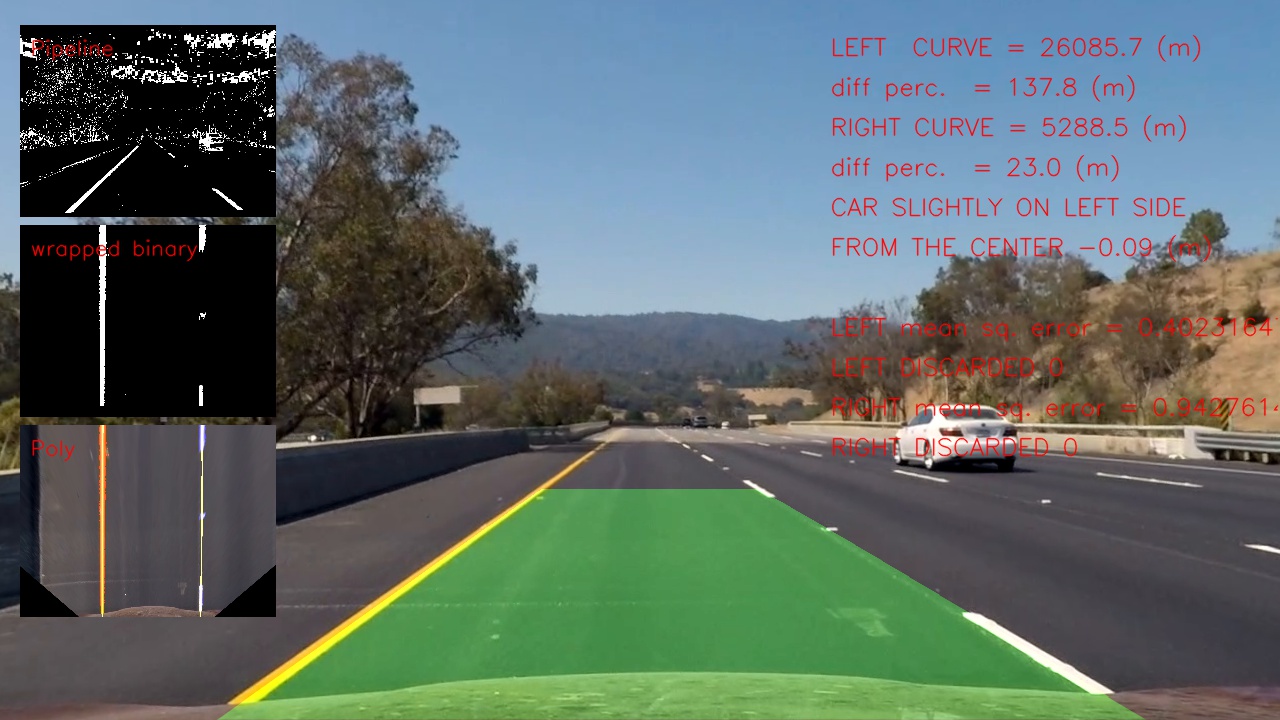 Pipeline
wrapped binary
Poly
LEFT  CURVE = 26085.7 (m)
diff perc.  = 137.8 (m)
RIGHT CURVE = 5288.5 (m)
diff perc.  = 23.0 (m)
CAR SLIGHTLY ON LEFT SIDE
FROM THE CENTER -0.09 (m)
LEFT mean sq. error = 0.4023164
LEFT DISCARDED 0
RIGHT mean sq. error = 0.9427614
RIGHT DISCARDED 0